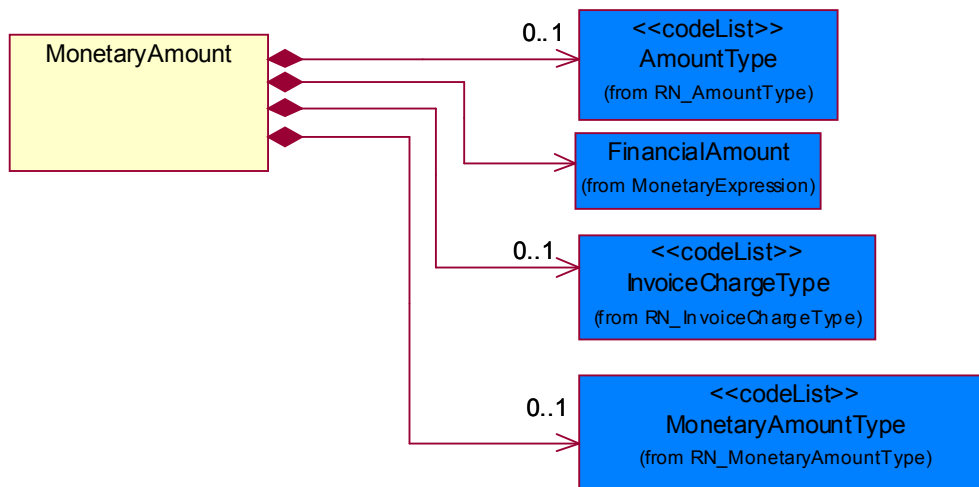 MonetaryAmount
0..1
<<codeList>>
AmountType
(from RN_AmountType)
FinancialAmount
(from MonetaryExpression)
0..1
<<codeList>>
InvoiceChargeType
(from RN_InvoiceChargeType)
0..1
<<codeList>>
MonetaryAmountType
(from RN_MonetaryAmountType)